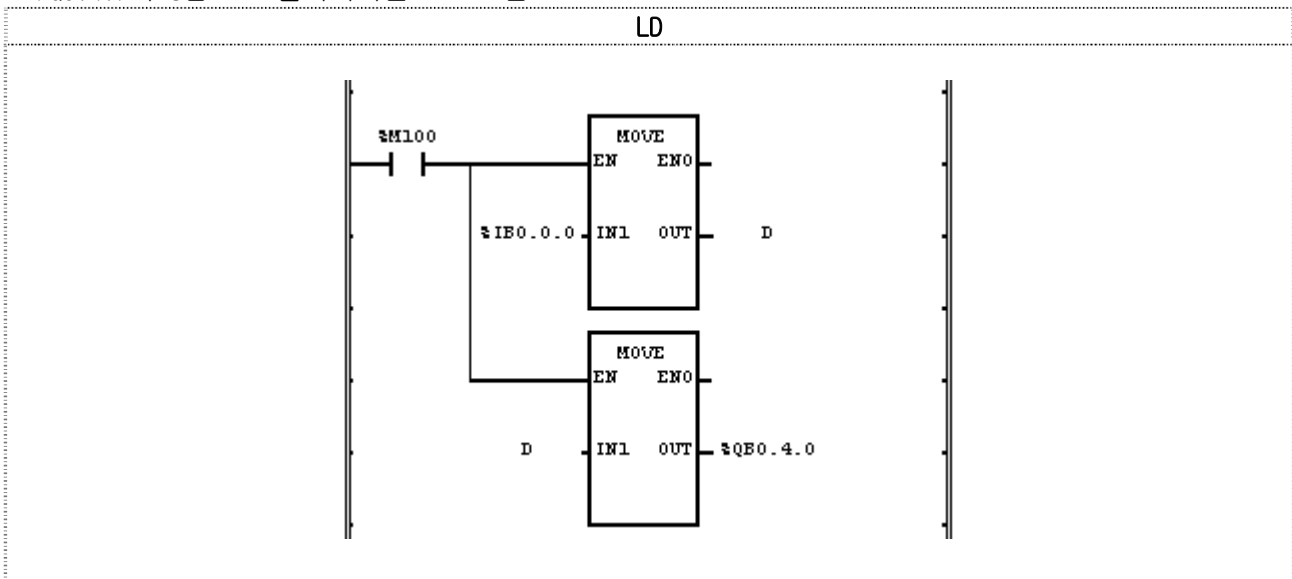 LD
%M100
MOVE
EN ENO
%IB0.0.0 IN1 OUT D
MOVE
EN ENO
D IN1 OUT %QB0.4.0